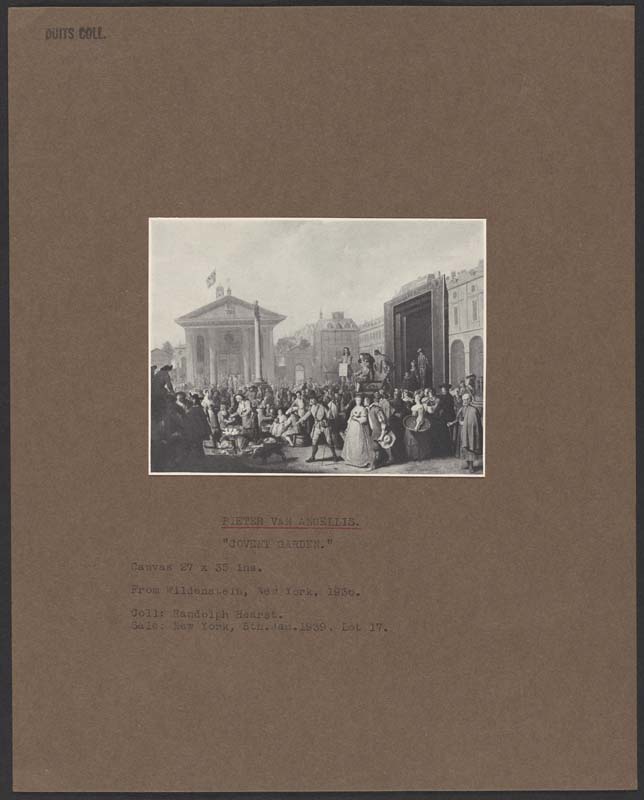 DUITS COLL.
PIETER VAN ANGELLIS.
"COVENT GARDEN."
Canvas 27 x 35 ins.
From Wildenstein, New York, 1930.
Coll: Randolph Hearst.
Sale: New York, 5th.Jan.1939. Lot 17.